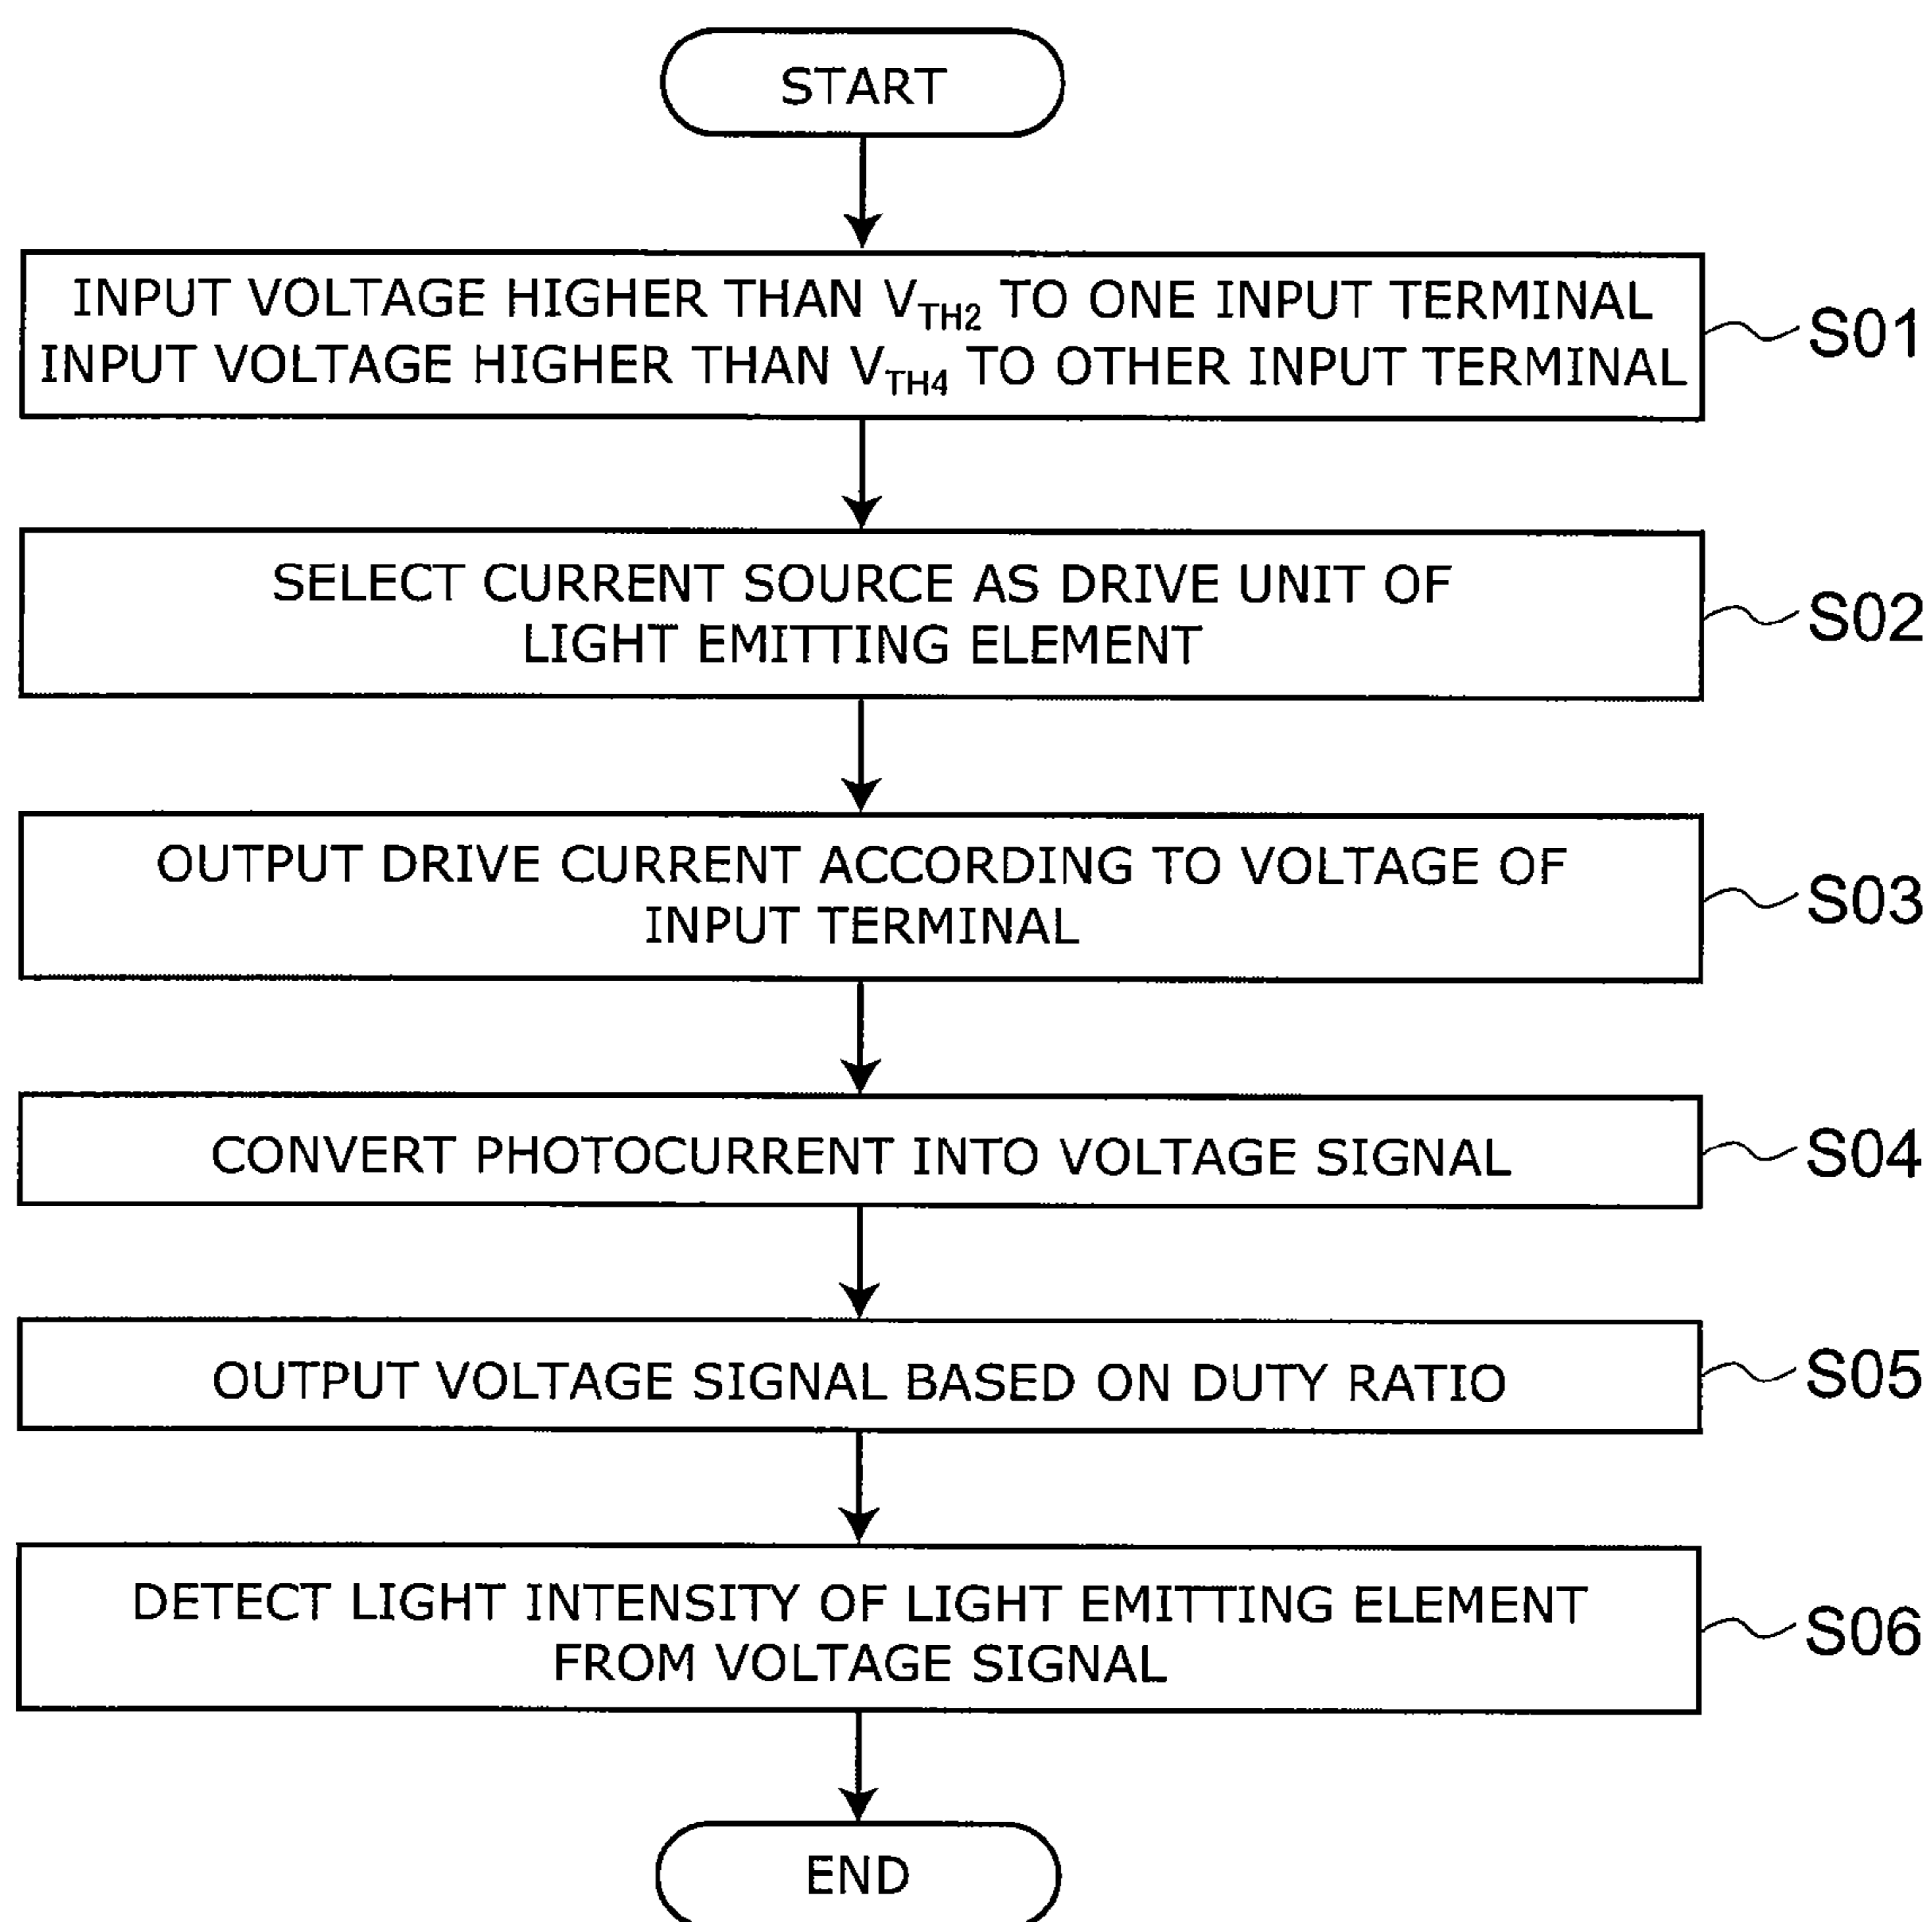 START
INPUT VOLTAGE HIGHER THAN VTH2 TO ONE INPUT TERMINAL
INPUT VOLTAGE HIGHER THAN VTH4 TO OTHER INPUT TERMINAL
S01
SELECT CURRENT SOURCE AS DRIVE UNIT OF
LIGHT EMITTING ELEMENT
S02
OUTPUT DRIVE CURRENT ACCORDING TO VOLTAGE OF
INPUT TERMINAL
S03
CONVERT PHOTOCURRENT INTO VOLTAGE SIGNAL
S04
OUTPUT VOLTAGE SIGNAL BASED ON DUTY RATIO
S05
DETECT LIGHT INTENSITY OF LIGHT EMITTING ELEMENT
FROM VOLTAGE SIGNAL
S06
END